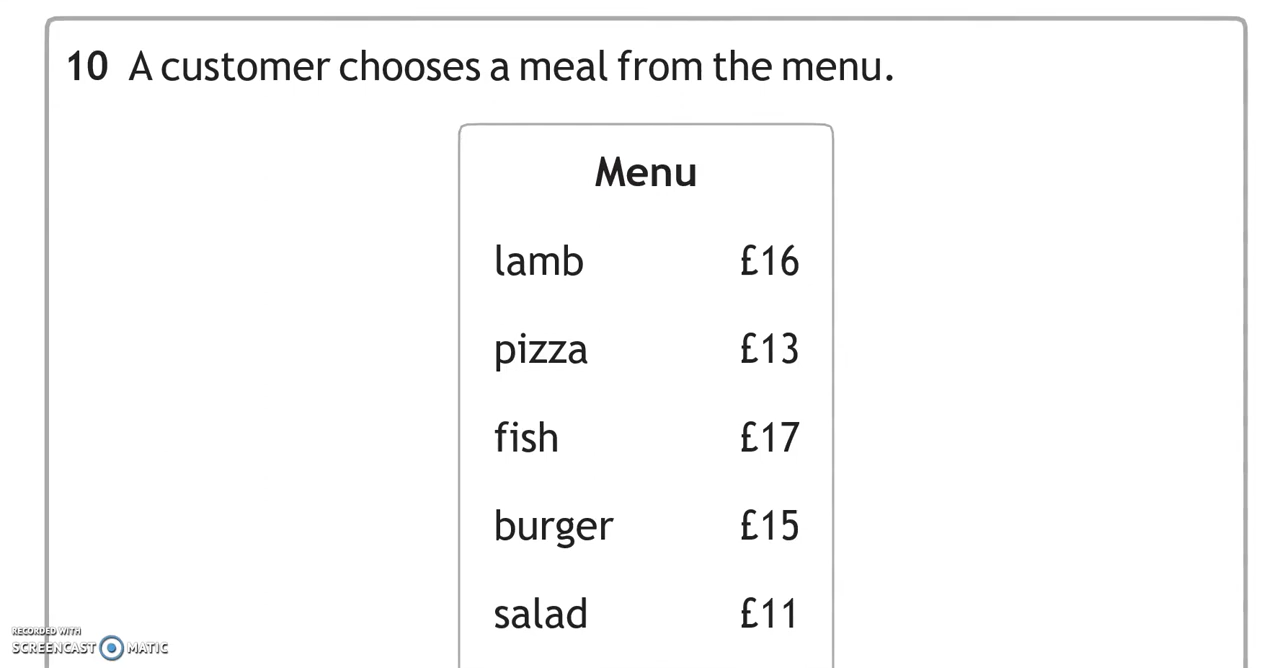 10 A customer chooses a meal from the menu.
Menu
lamb £16
pizza £13
fish £17
burger £15
salad £11
RECORDED WITH
SCREENCAST MATIC